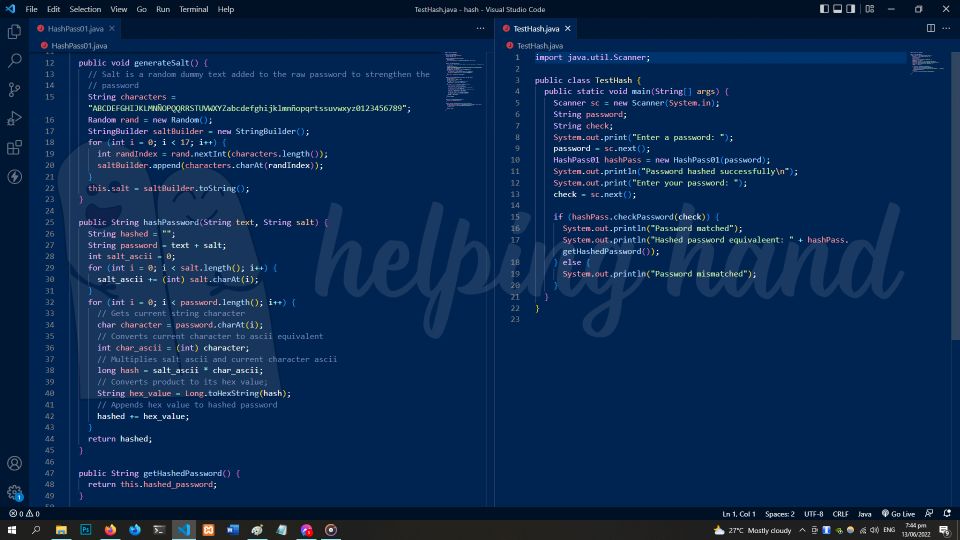 File Edit Selection View Go Run Terminal Help
TestHash.java - hash - Visual Studio Code
HashPass01.java
HashPass01.java
12 public void generateSalt() {
13 // Salt is a random dummy text added to the raw password to strengthen the
14 // password
15 String characters =
"ABCDEFGHIJKLMNÑOPQQRRSTUVWXYZabcdefghijklmnñopqrtssuvwxyz0123456789";
16 Random rand = new Random();
17 StringBuilder saltBuilder = new StringBuilder();
18 for (int i = 0; i < 17; i++) {
19 int randIndex = rand.nextInt(characters.length());
20 saltBuilder.append(characters.charAt(randIndex));
21 }
22 this.salt = saltBuilder.toString();
23 }
24
25 public String hashPassword(String text, String salt) {
26 String hashed = "";
27 String password = text + salt;
28 int salt_ascii = 0;
29 for (int i = 0; i < salt.length(); i++) {
30 salt_ascii += (int) salt.charAt(i);
31 }
32 for (int i = 0; i < password.length(); i++) {
33 // Gets current string character
34 char character = password.charAt(i);
35 // Converts current character to ascii equivalent
36 int char_ascii = (int) character;
37 // Multiplies salt ascii and current character ascii
38 long hash = salt_ascii * char_ascii;
39 // Converts product to its hex value;
40 String hex_value = Long.toHexString(hash);
41 // Appends hex value to hashed password
42 hashed += hex_value;
43 }
44 return hashed;
45 }
46
47 public String getHashedPassword() {
48 return this.hashed_password;
49 }
TestHash.java
TestHash.java
1 import java.util.Scanner;
2
3 public class TestHash {
4 public static void main(String[] args) {
5 Scanner sc = new Scanner(System.in);
6 String password;
7 String check;
8 System.out.print("Enter a password: ");
9 password = sc.next();
10 HashPass01 hashPass = new HashPass01(password);
11 System.out.println("Password hashed successfully\n");
12 System.out.print("Enter your password: ");
13 check = sc.next();
14
15 if (hashPass.checkPassword(check)) {
16 System.out.println("Password matched");
17 System.out.println("Hashed password equivaleent: " + hashPass.
getHashedPassword());
18 } else {
19 System.out.println("Password mismatched");
20 }
21 }
22 }
23
helping hand
0 0
Ln 1, Col 1 Spaces: 2 UTF-8 CRLF Java Go Live
27°C Mostly cloudy
7:44 pm
13/06/2022